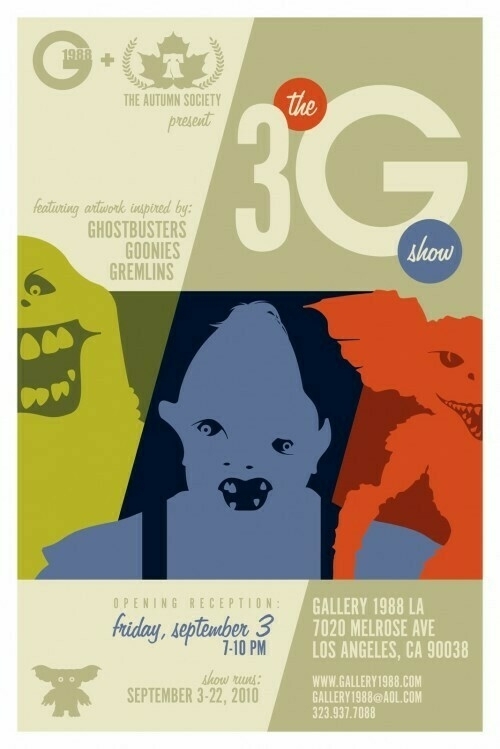 G 1988 +
THE AUTUMN SOCIETY
present
the
3G
show
featuring artwork inspired by:
GHOSTBUSTERS
GOONIES
GREMLINS
OPENING RECEPTION:
friday, september 3
7-10 PM
show runs:
SEPTEMBER 3-22, 2010
GALLERY 1988 LA
7020 MELROSE AVE
LOS ANGELES, CA 90038
WWW.GALLERY1988.COM
GALLERY1988@AOL.COM
323.937.7088